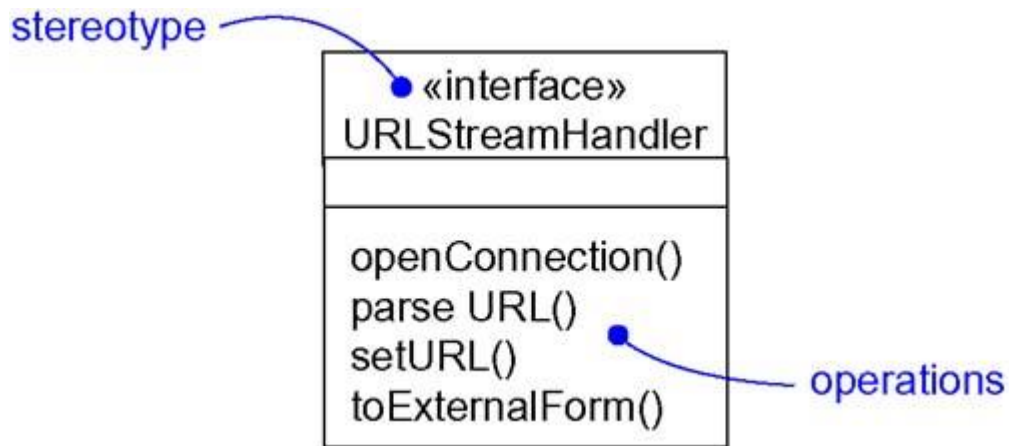 stereotype
«interface»
URLStreamHandler
openConnection()
parse URL()
setURL()
toExternalForm()
operations